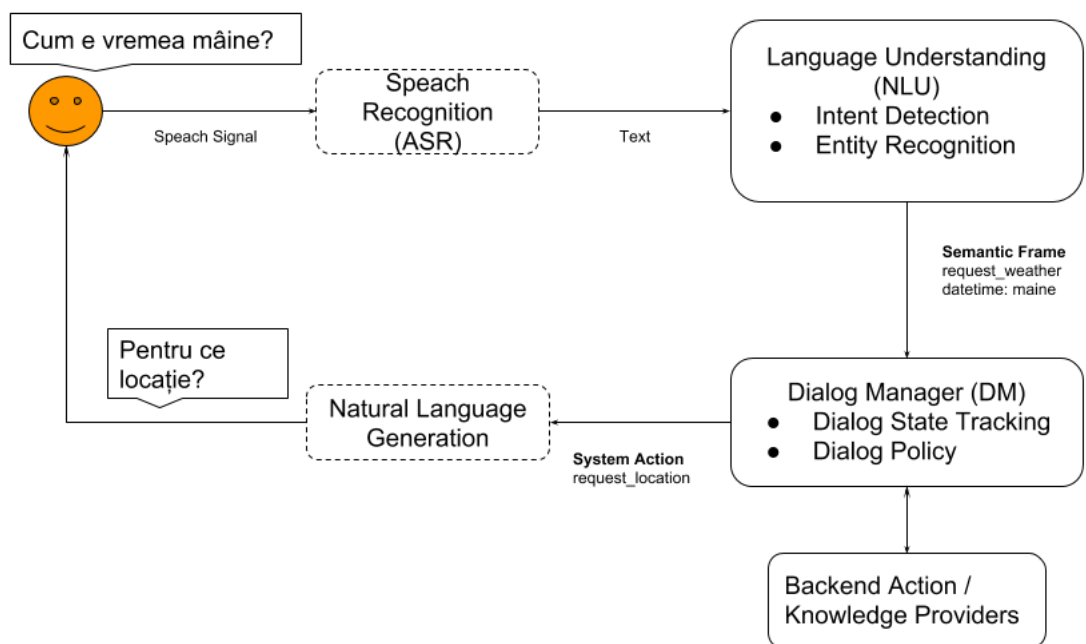 Cum e vremea mâine?
Speach
Recognition
(ASR)
Speach Signal
Text
Language Understanding
(NLU)
● Intent Detection
● Entity Recognition
Semantic Frame
request_weather
datetime: maine
Pentru ce
locație?
Natural Language
Generation
System Action
request_location
Dialog Manager (DM)
● Dialog State Tracking
● Dialog Policy
Backend Action /
Knowledge Providers